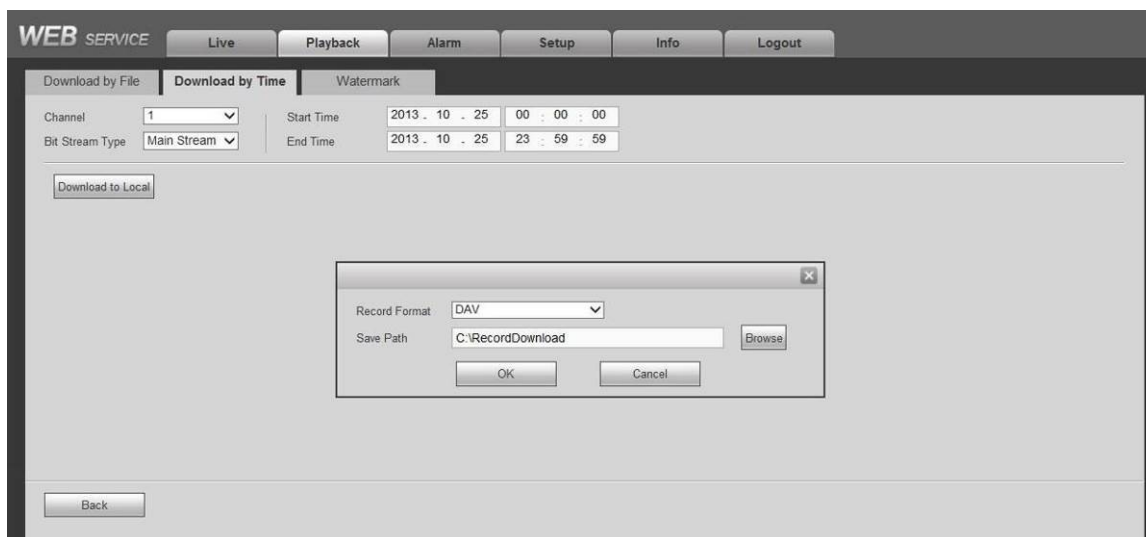 WEB SERVICE Live Playback Alarm Setup Info Logout
Download by File Download by Time Watermark
Channel 1 Start Time 2013 . 10 . 25 00 : 00 : 00
Bit Stream Type Main Stream End Time 2013 . 10 . 25 23 : 59 : 59
Download to Local
Record Format DAV
Save Path C:\RecordDownload Browse
OK Cancel
Back